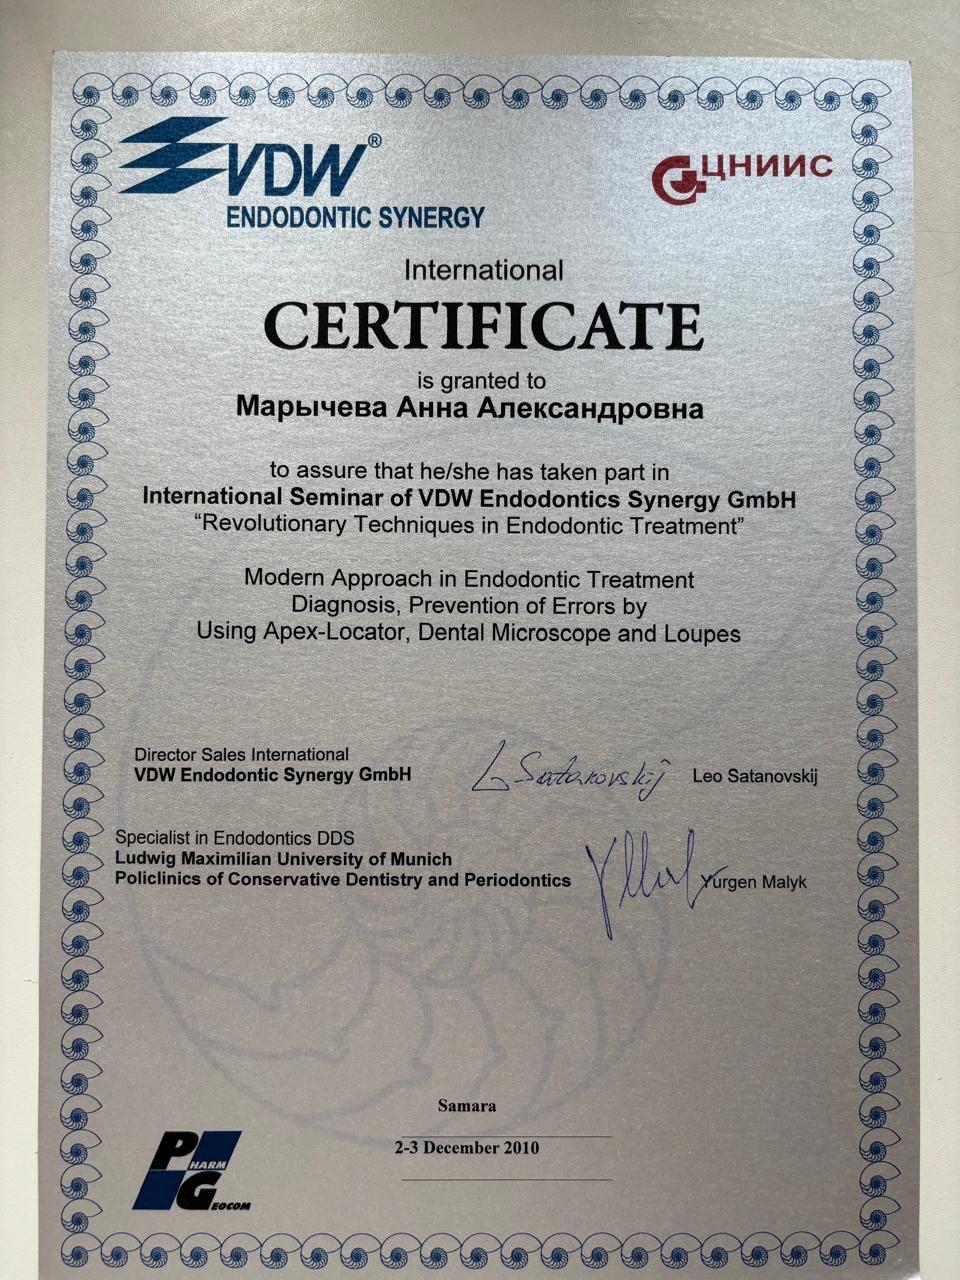 VDW®
ENDODONTIC SYNERGY
ЦНИИС
International
CERTIFICATE
is granted to
Марычева Анна Александровна
to assure that he/she has taken part in
International Seminar of VDW Endodontics Synergy GmbH
“Revolutionary Techniques in Endodontic Treatment”
Modern Approach in Endodontic Treatment
Diagnosis, Prevention of Errors by
Using Apex-Locator, Dental Microscope and Loupes
Director Sales International
VDW Endodontic Synergy GmbH
L Satanovskij
Leo Satanovskij
Specialist in Endodontics DDS
Ludwig Maximilian University of Munich
Policlinics of Conservative Dentistry and Periodontics
Yurgen Malyk
Samara
2-3 December 2010
PHARM
GEOCOM